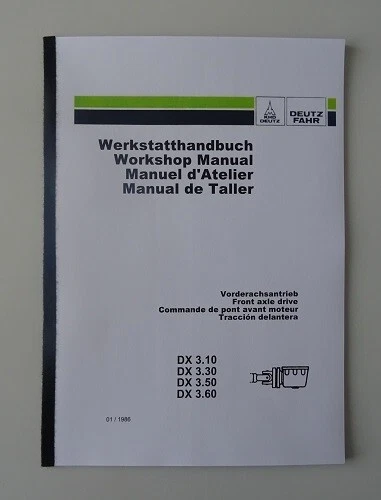 KHD
DEUTZ
DEUTZ
FAHR
Werkstatthandbuch
Workshop Manual
Manuel d'Atelier
Manual de Taller
Vorderachsantrieb
Front axle drive
Commande de pont avant moteur
Tracción delantera
DX 3.10
DX 3.30
DX 3.50
DX 3.60
01 / 1986